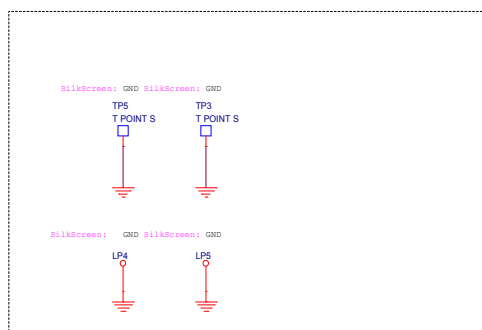 SilkScreen: GND SilkScreen: GND
TP5 TP3
T POINT S T POINT S
SilkScreen: GND SilkScreen: GND
LP4 LP5